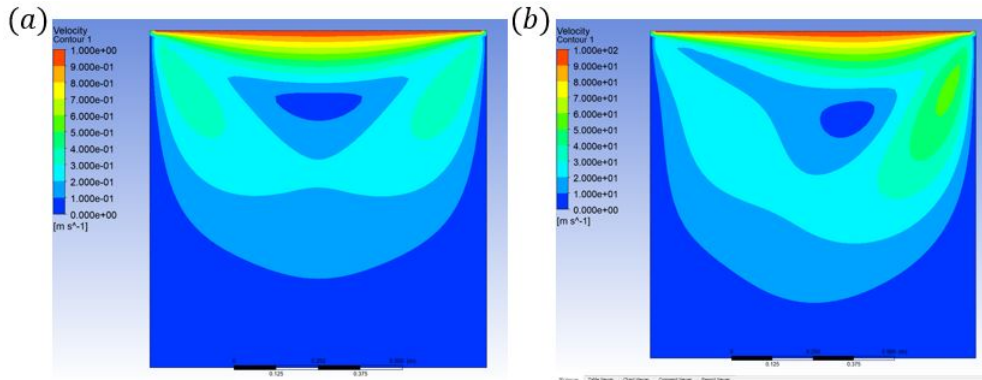 (a)
Velocity
Contour 1
1.000e+00
9.000e-01
8.000e-01
7.000e-01
6.000e-01
5.000e-01
4.000e-01
3.000e-01
2.000e-01
1.000e-01
0.000e+00
[m s^-1]
0
0.125
0.375
(b)
Velocity
Contour 1
1.000e+02
9.000e+01
8.000e+01
7.000e+01
6.000e+01
5.000e+01
4.000e+01
3.000e+01
2.000e+01
1.000e+01
0.000e+00
[m s^-1]
0
0.125
0.375